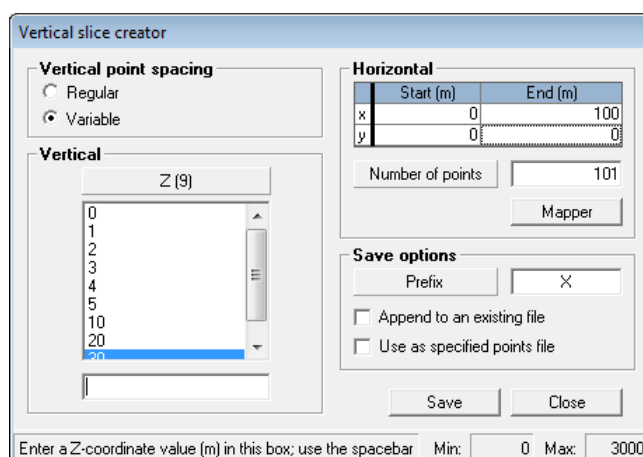 Vertical slice creator
Vertical point spacing
Regular
Variable
Vertical
Z (9)
0
1
2
3
4
5
10
20
30
Horizontal
Start (m) End (m)
x 0 100
y 0 0
Number of points 101
Mapper
Save options
Prefix X
Append to an existing file
Use as specified points file
Save Close
Enter a Z-coordinate value (m) in this box; use the spacebar Min: 0 Max: 3000